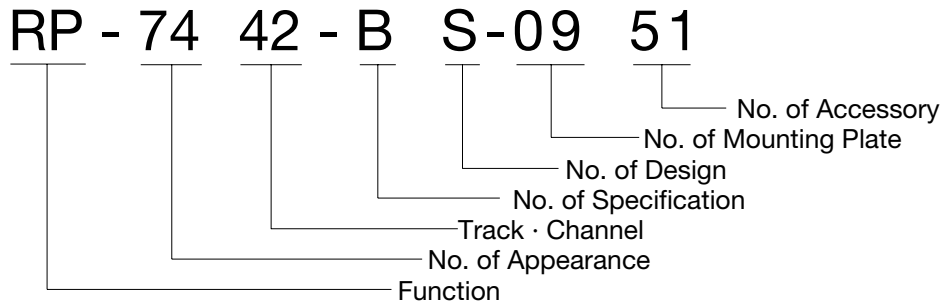 RP - 74 42 - B S - 09 51
No. of Accessory
No. of Mounting Plate
No. of Design
No. of Specification
Track · Channel
No. of Appearance
Function